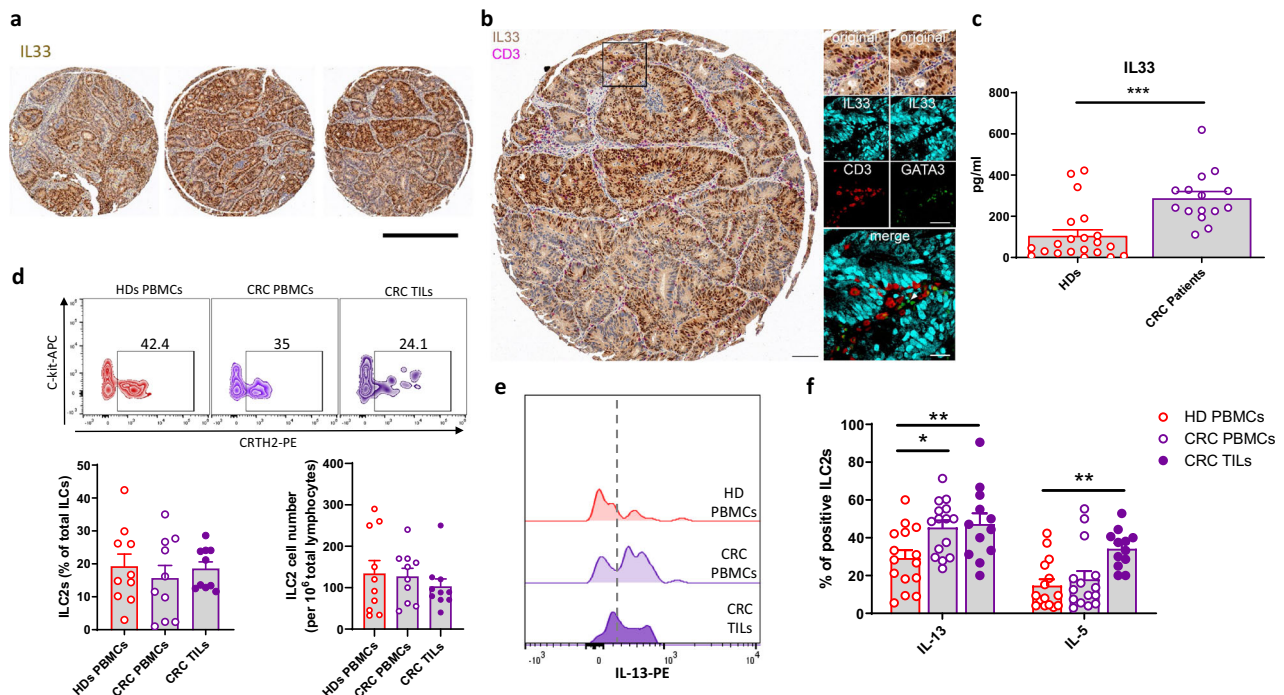 a
IL33
b
IL33
CD3
original
original
IL33
IL33
CD3
GATA3
merge
c
IL33
***
pg/ml
800
600
400
200
0
HDs
CRC Patients
d
HDs PBMCs
CRC PBMCs
CRC TILs
42.4
35
24.1
C-kit-APC
CRTH2-PE
ILC2s (% of total ILCs)
50
40
30
20
10
0
HDs PBMCs
CRC PBMCs
CRC TILs
ILC2 cell number
(per 10⁶ total lymphocytes)
400
300
200
100
0
HDs PBMCs
CRC PBMCs
CRC TILs
e
HD
PBMCs
CRC
PBMCs
CRC
TILs
-10³ 0 10³ 10⁴
IL-13-PE
f
HD PBMCs
CRC PBMCs
CRC TILs
**
*
**
% of positive ILC2s
100
80
60
40
20
0
IL-13
IL-5